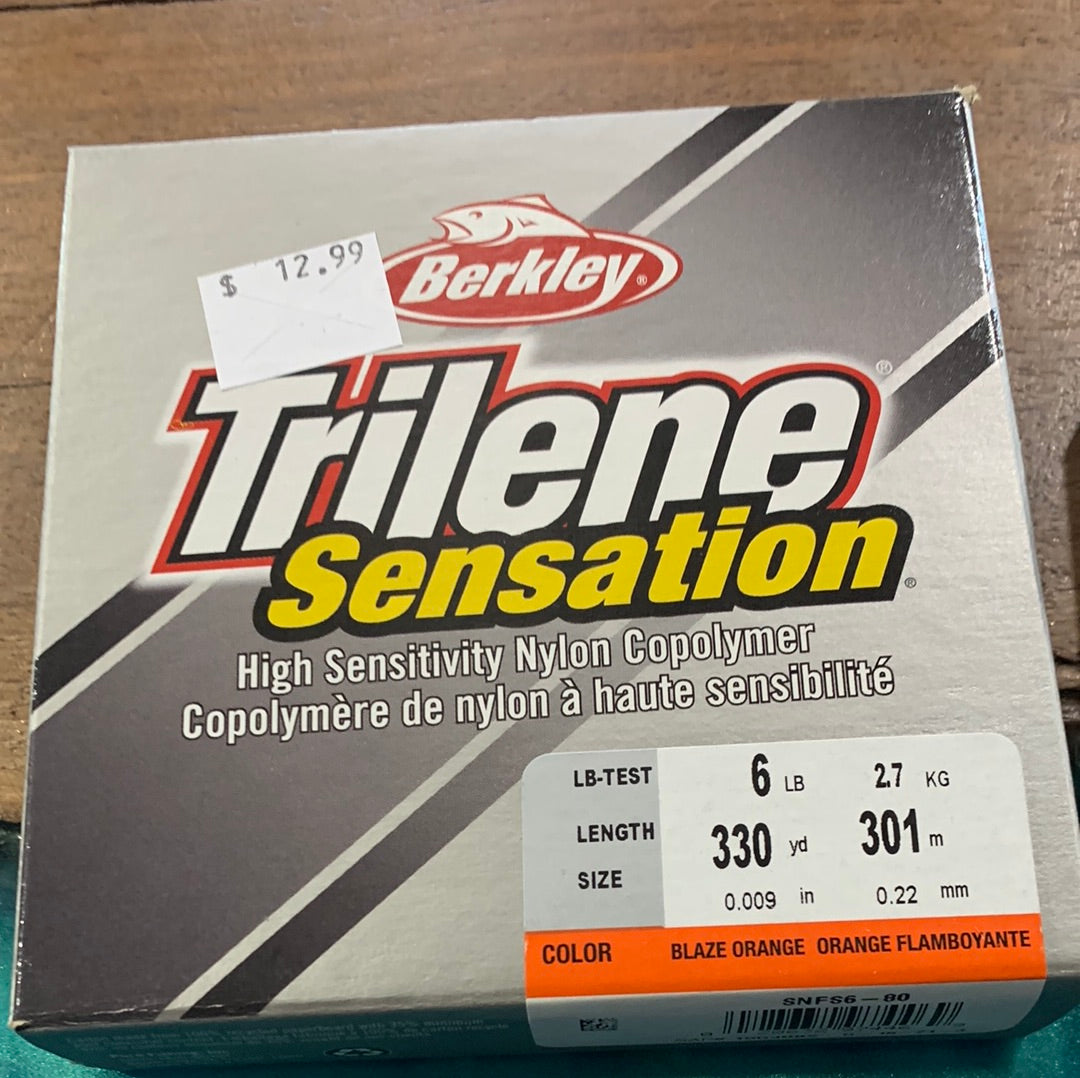 $ 12.99
Berkley®
Trilene®
Sensation®
High Sensitivity Nylon Copolymer
Copolymère de nylon à haute sensibilité
LB-TEST 6 LB 2.7 KG
LENGTH 330 yd 301 m
SIZE 0.009 in 0.22 mm
COLOR BLAZE ORANGE ORANGE FLAMBOYANTE
SNFS6-80